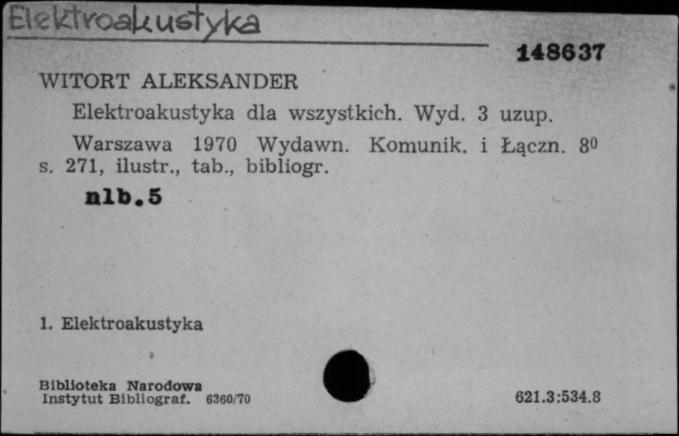 Elektroakustyka
148637
WITORT ALEKSANDER
Elektroakustyka dla wszystkich. Wyd. 3 uzup.
Warszawa 1970 Wydawn. Komunik. i Łączn. 8⁰
s. 271, ilustr., tab., bibliogr.
nlb.5
1. Elektroakustyka
Biblioteka Narodowa
Instytut Bibliograf. 6360/70
621.3:534.8